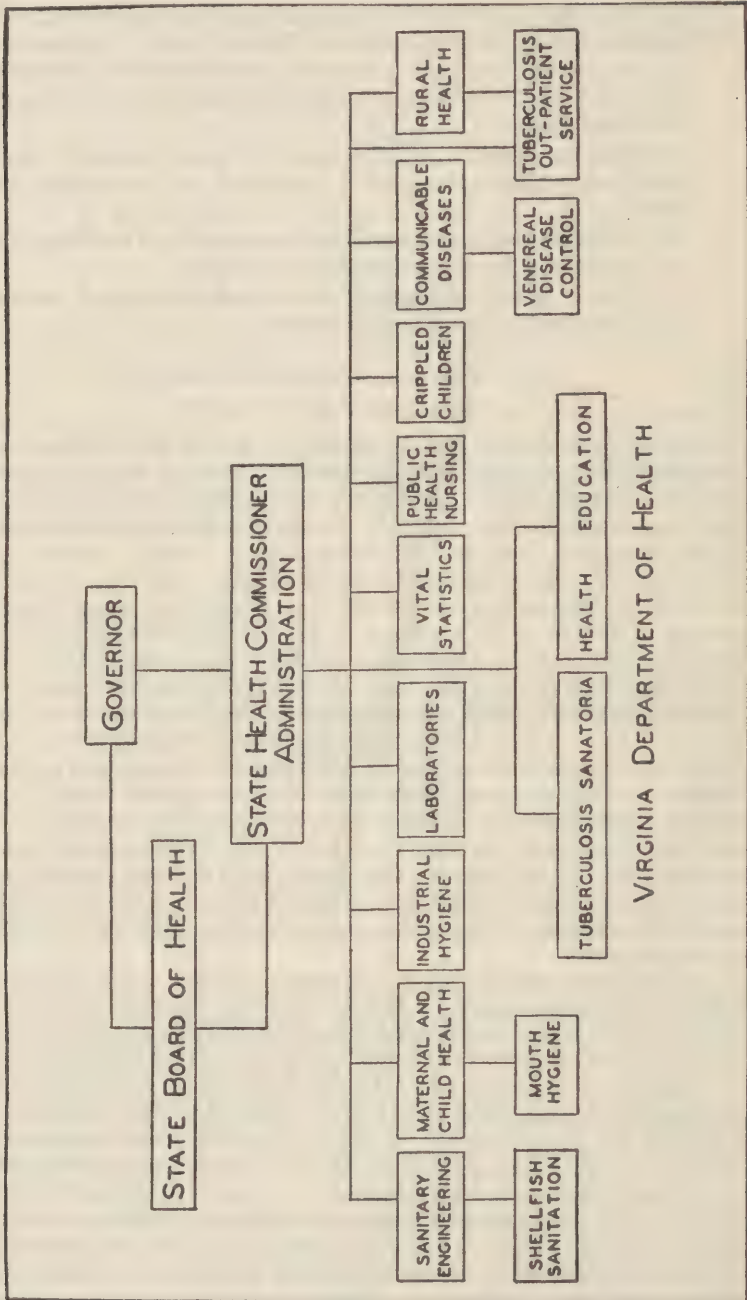 GOVERNOR
STATE BOARD OF HEALTH
STATE HEALTH COMMISSIONER
ADMINISTRATION
SANITARY
ENGINEERING
MATERNAL AND
CHILD HEALTH
INDUSTRIAL
HYGIENE
LABORATORIES
VITAL
STATISTICS
PUBLIC
HEALTH
NURSING
CRIPPLED
CHILDREN
COMMUNICABLE
DISEASES
RURAL
HEALTH
SHELLFISH
SANITATION
MOUTH
HYGIENE
VENEREAL
DISEASE
CONTROL
TUBERCULOSIS
OUT-PATIENT
SERVICE
TUBERCULOSIS SANATORIA
HEALTH EDUCATION
VIRGINIA DEPARTMENT OF HEALTH